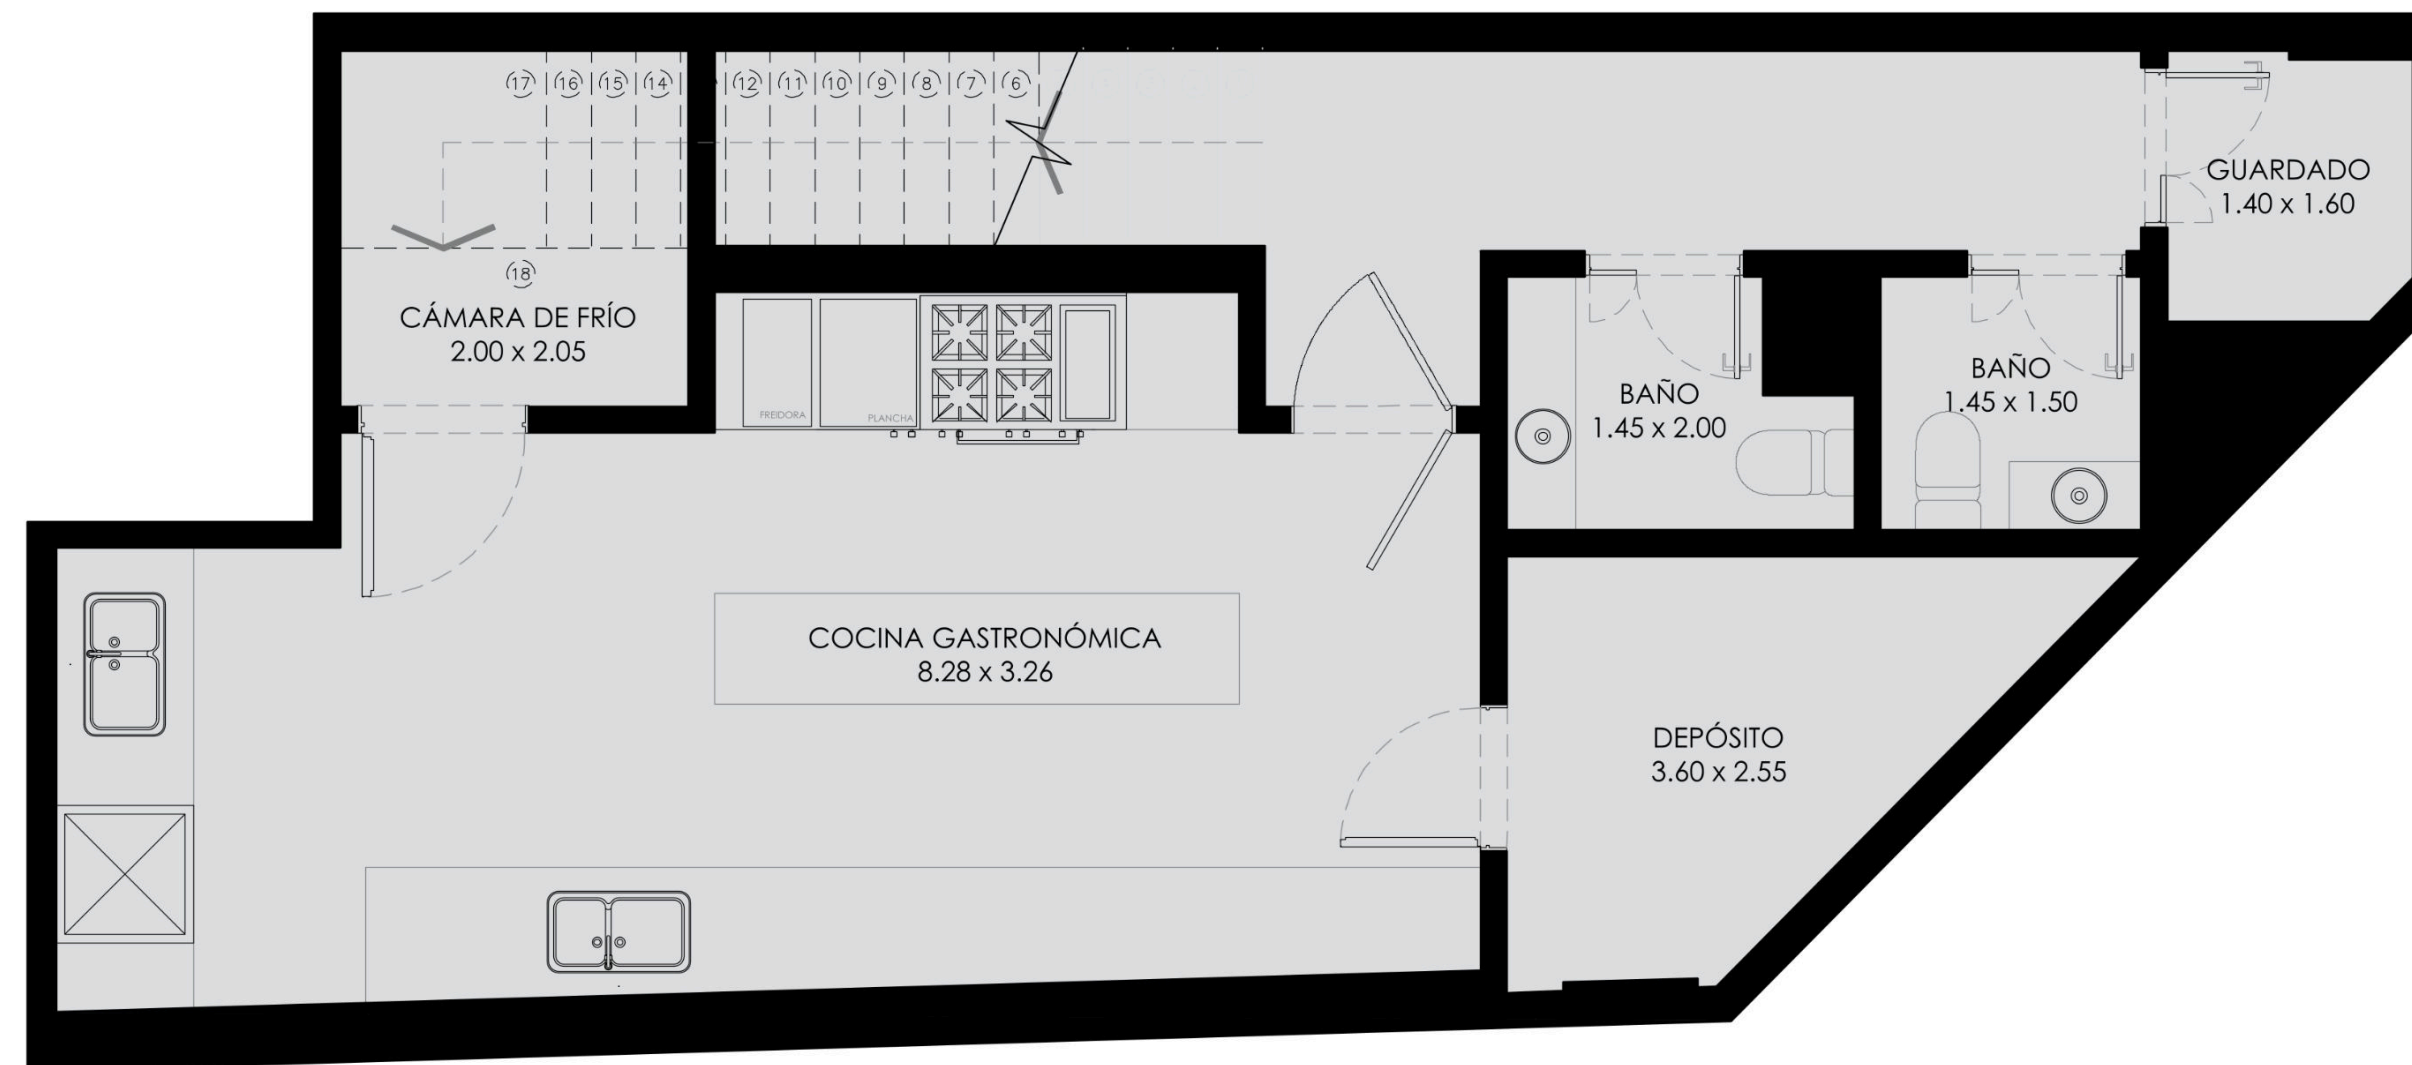 17 16 15 14 12 11 10 9 8 7 6
GUARDADO
1.40 x 1.60
18
CÁMARA DE FRÍO
2.00 x 2.05
FREIDORA
PLANCHA
BAÑO
1.45 x 2.00
BAÑO
1.45 x 1.50
COCINA GASTRONÓMICA
8.28 x 3.26
DEPÓSITO
3.60 x 2.55